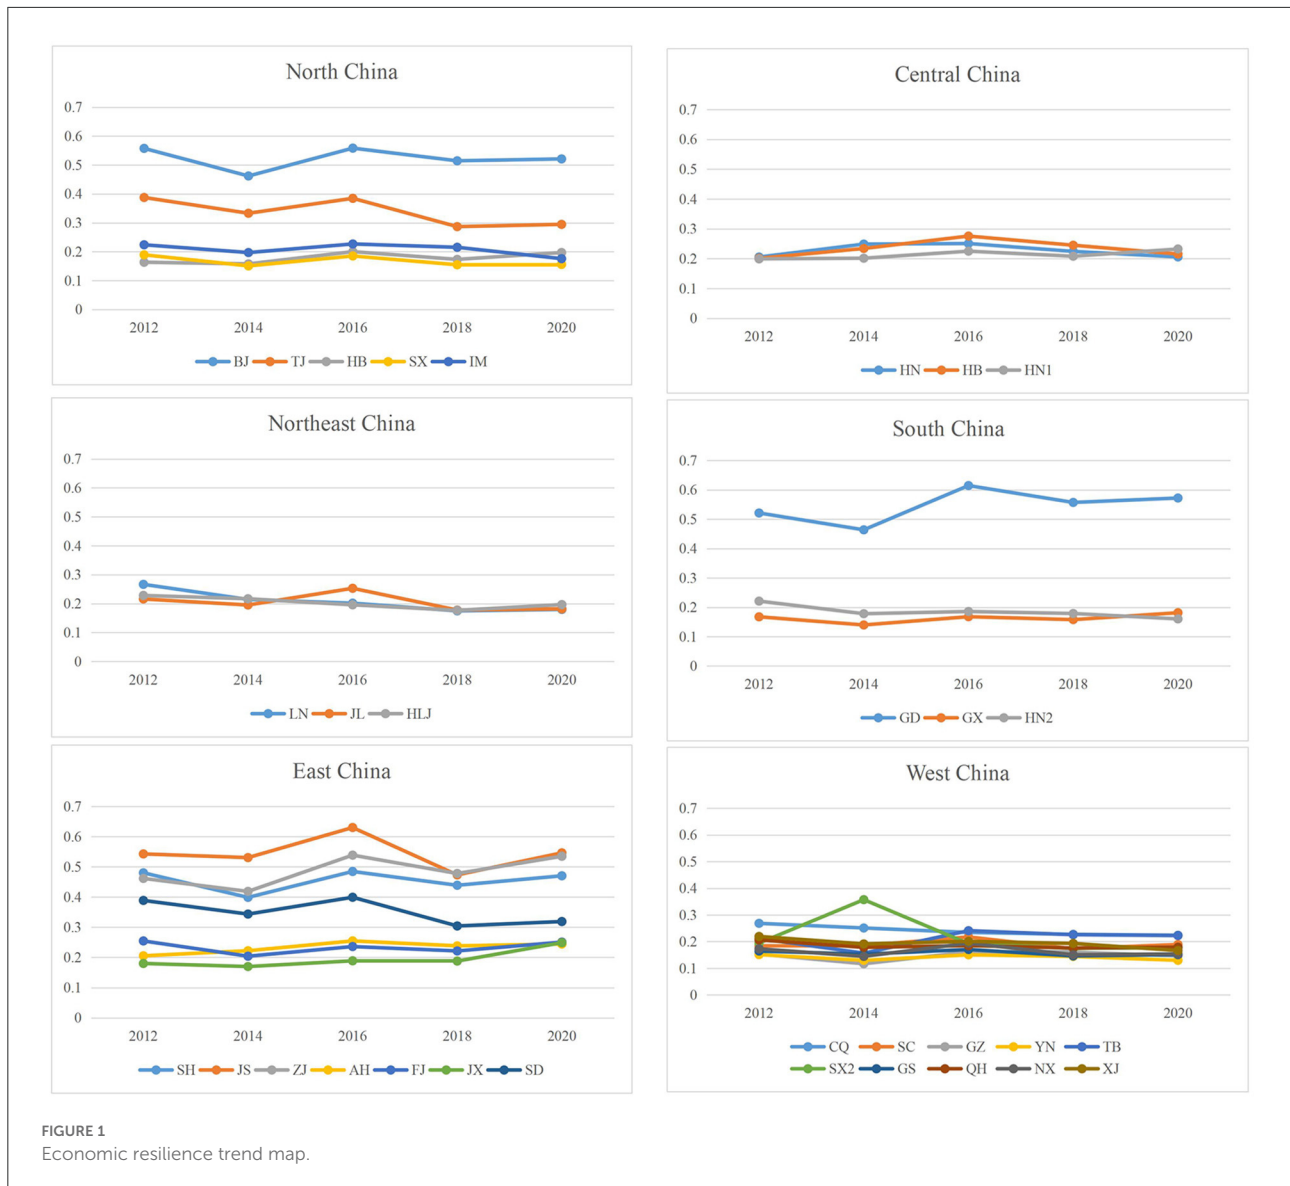 North China
0.7
0.6
0.5
0.4
0.3
0.2
0.1
0
2012 2014 2016 2018 2020
BJ TJ HB SX IM
Central China
0.7
0.6
0.5
0.4
0.3
0.2
0.1
0
2012 2014 2016 2018 2020
HN HB HN1
Northeast China
0.7
0.6
0.5
0.4
0.3
0.2
0.1
0
2012 2014 2016 2018 2020
LN JL HLJ
South China
0.7
0.6
0.5
0.4
0.3
0.2
0.1
0
2012 2014 2016 2018 2020
GD GX HN2
East China
0.7
0.6
0.5
0.4
0.3
0.2
0.1
0
2012 2014 2016 2018 2020
SH JS ZJ AH FJ JX SD
West China
0.7
0.6
0.5
0.4
0.3
0.2
0.1
0
2012 2014 2016 2018 2020
CQ SC GZ YN TB
SX2 GS QH NX XJ
FIGURE 1
Economic resilience trend map.